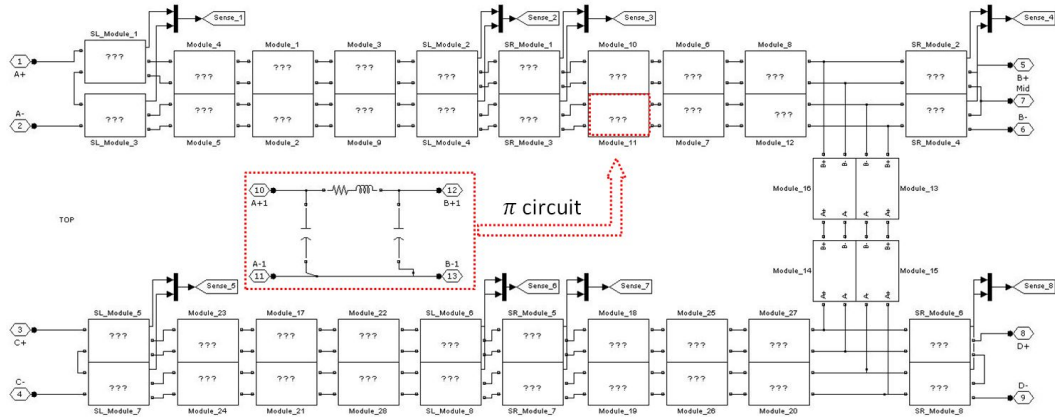 Sense_1
Sense_2
Sense_3
Sense_4
SL_Module_1
Module_4
Module_1
Module_3
SL_Module_2
SR_Module_1
Module_10
Module_6
Module_8
SR_Module_2
1
A+
???
???
???
???
???
???
???
???
???
???
5
B+
Mid
7
2
A-
???
???
???
???
???
???
???
???
???
???
B-
6
SL_Module_3
Module_5
Module_2
Module_9
SL_Module_4
SR_Module_3
Module_11
Module_7
Module_12
SR_Module_4
B+ B- B- B+
Module_16
Module_13
A+ A- A- A+
10
A+1
12
B+1
π circuit
TOP
A-1
11
B-1
13
B+ B- B- B+
Module_14
Module_15
A+ A- A- A+
Sense_5
Sense_6
Sense_7
Sense_8
SL_Module_5
Module_23
Module_17
Module_22
SL_Module_6
SR_Module_5
Module_18
Module_25
Module_27
SR_Module_6
3
C+
???
???
???
???
???
???
???
???
???
???
8
D+
C-
4
???
???
???
???
???
???
???
???
???
???
D-
9
SL_Module_7
Module_24
Module_21
Module_28
SL_Module_8
SR_Module_7
Module_19
Module_26
Module_20
SR_Module_8